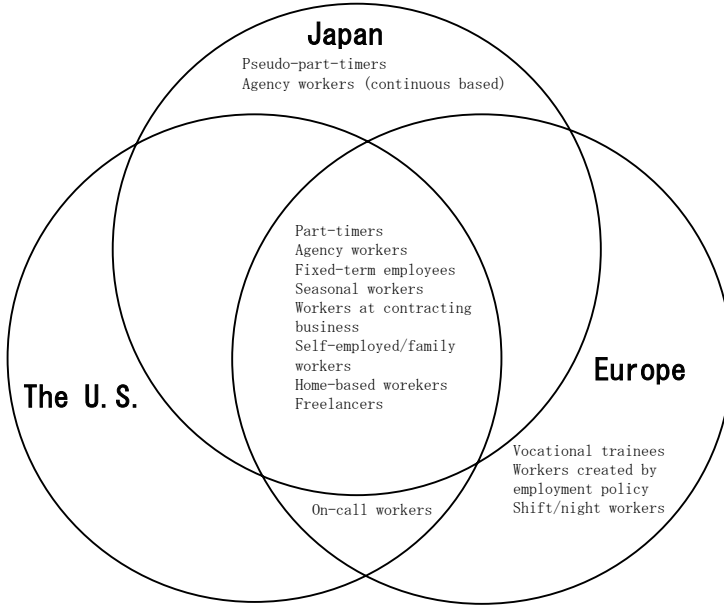 Japan
Pseudo-part-timers
Agency workers (continuous based)
Part-timers
Agency workers
Fixed-term employees
Seasonal workers
Workers at contracting
business
Self-employed/family
workers
Home-based worekers
Freelancers
The U.S.
Europe
Vocational trainees
Workers created by
employment policy
Shift/night workers
On-call workers